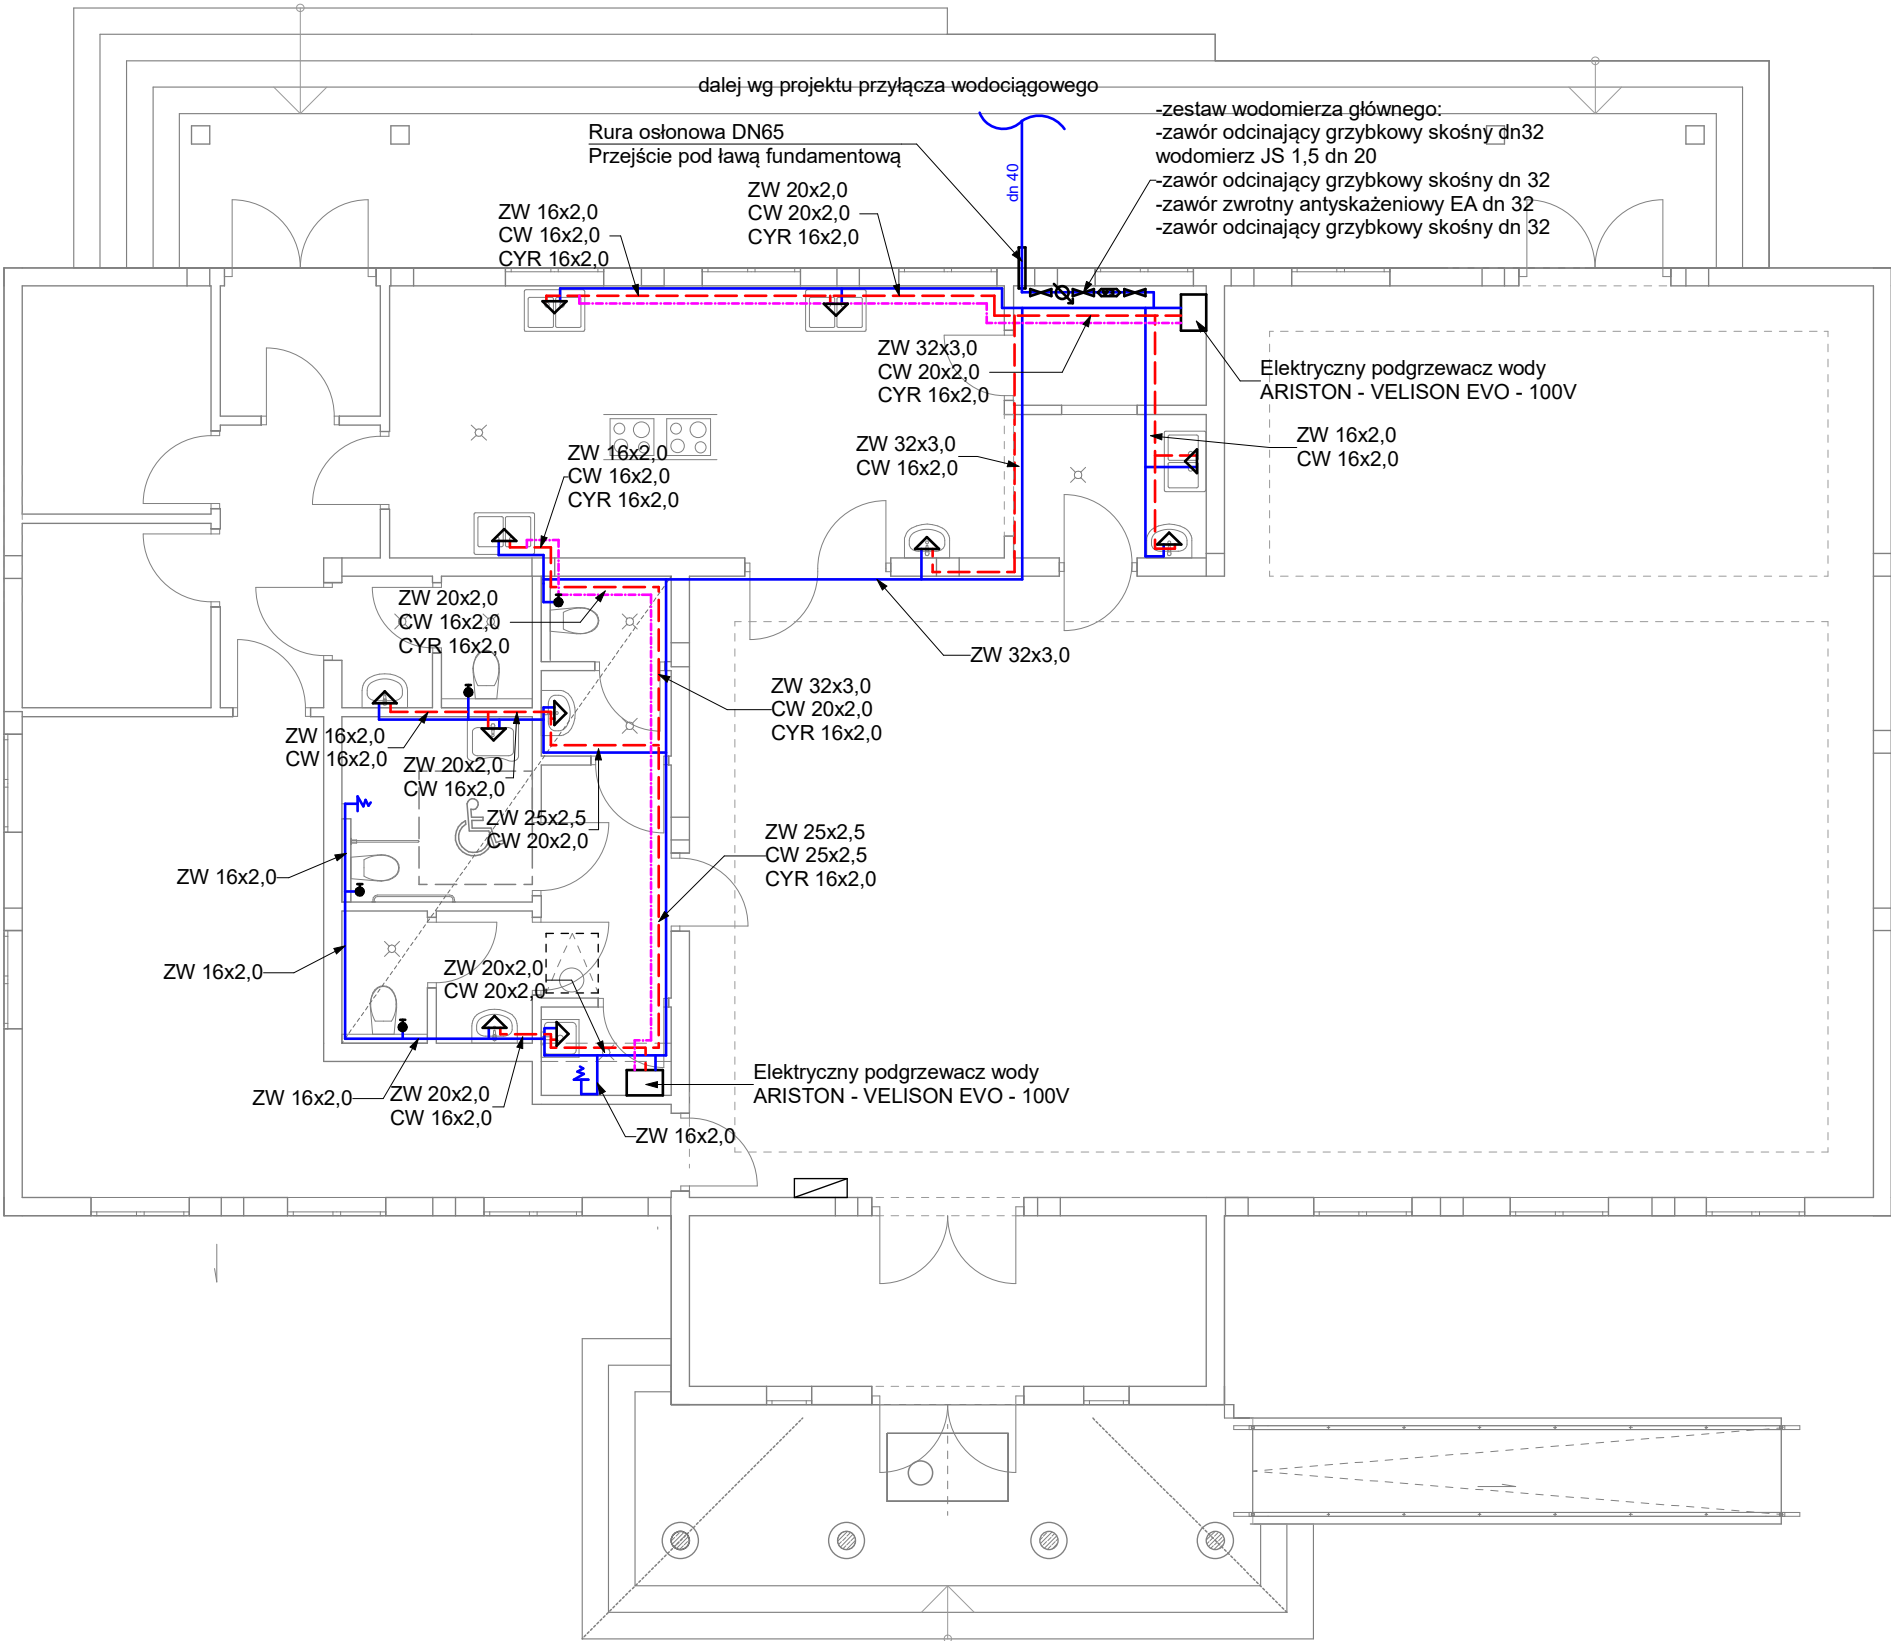 dalej wg projektu przyłącza wodociągowego
-zestaw wodomierza głównego:
-zawór odcinający grzybkowy skośny dn32
wodomierz JS 1,5 dn 20
-zawór odcinający grzybkowy skośny dn 32
-zawór zwrotny antyskażeniowy EA dn 32
-zawór odcinający grzybkowy skośny dn 32
Rura osłonowa DN65
Przejście pod ławą fundamentową
dn 40
ZW 20x2,0
CW 20x2,0
CYR 16x2,0
ZW 16x2,0
CW 16x2,0
CYR 16x2,0
ZW 32x3,0
CW 20x2,0
CYR 16x2,0
Elektryczny podgrzewacz wody
ARISTON - VELISON EVO - 100V
ZW 16x2,0
CW 16x2,0
ZW 32x3,0
CW 16x2,0
ZW 16x2,0
CW 16x2,0
CYR 16x2,0
ZW 20x2,0
CW 16x2,0
CYR 16x2,0
ZW 32x3,0
ZW 32x3,0
CW 20x2,0
CYR 16x2,0
ZW 16x2,0
CW 16x2,0
ZW 20x2,0
CW 16x2,0
ZW 25x2,5
CW 20x2,0
ZW 25x2,5
CW 25x2,5
CYR 16x2,0
ZW 16x2,0
ZW 16x2,0
ZW 20x2,0
CW 20x2,0
Elektryczny podgrzewacz wody
ARISTON - VELISON EVO - 100V
ZW 16x2,0
ZW 20x2,0
CW 16x2,0
ZW 16x2,0